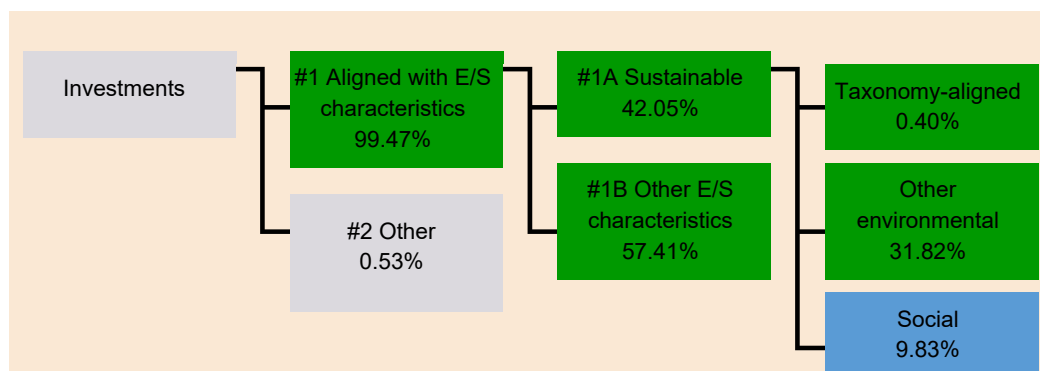 Investments
#1 Aligned with E/S
characteristics
99.47%
#2 Other
0.53%
#1A Sustainable
42.05%
#1B Other E/S
characteristics
57.41%
Taxonomy-aligned
0.40%
Other
environmental
31.82%
Social
9.83%